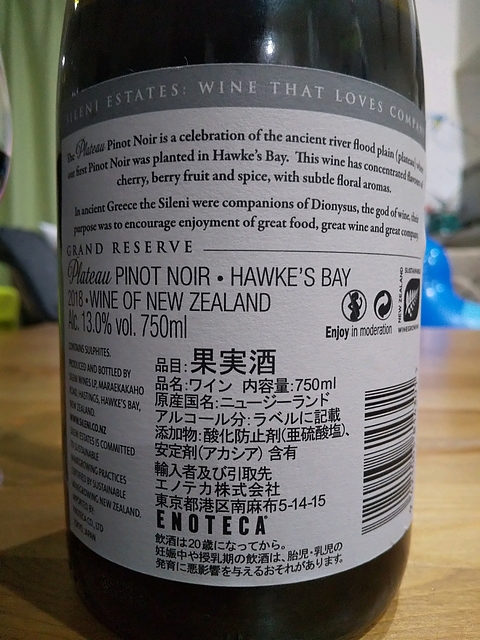 SILENI ESTATES: WINE THAT LOVES COMPANY
The Plateau Pinot Noir is a celebration of the ancient river flood plain (plateau)
our first Pinot Noir was planted in Hawke's Bay. This wine has concentrated flavours of
cherry, berry fruit and spice, with subtle floral aromas.
In ancient Greece the Sileni were companions of Dionysus, the god of wine, their
purpose was to encourage enjoyment of great food, great wine and great company.
GRAND RESERVE
Plateau PINOT NOIR • HAWKE'S BAY
2018 • WINE OF NEW ZEALAND
Alc. 13.0% vol. 750ml
Enjoy in moderation
SUSTAINABLE
NEW ZEALAND
WINEGROWING
CONTAINS SULPHITES.
PRODUCED AND BOTTLED BY
SILENI WINES LP, MARAEKAKAHO
ROAD, HASTINGS, HAWKE'S BAY,
NEW ZEALAND.
WWW.SILENI.CO.NZ
SILENI ESTATES IS COMMITTED
TO SUSTAINABLE
WINEGROWING PRACTICES
CERTIFIED BY SUSTAINABLE
WINEGROWING NEW ZEALAND.
IMPORTED BY:
ENOTECA CO., LTD
TOKYO, JAPAN
品目:果実酒
品名:ワイン 内容量:750ml
原産国名:ニュージーランド
アルコール分:ラベルに記載
添加物:酸化防止剤(亜硫酸塩)、
安定剤(アカシア) 含有
輸入者及び引取先
エノテカ株式会社
東京都港区南麻布5-14-15
ENOTECA
飲酒は20歳になってから。
妊娠中や授乳期の飲酒は、胎児・乳児の
発育に悪影響を与えるおそれがあります。